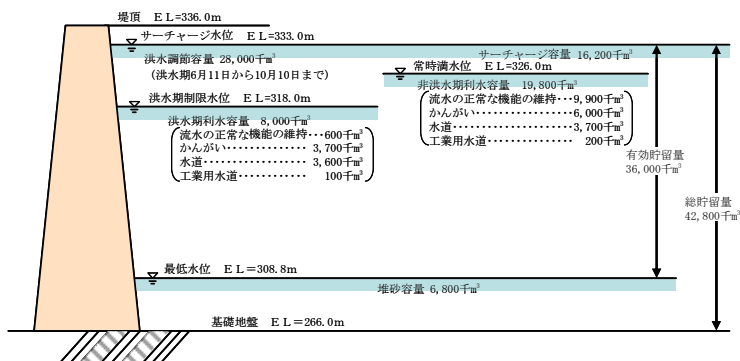 堤頂　ＥＬ=336.0m
サーチャージ水位　ＥL=333.0m
洪水調節容量 28,000千㎥
（洪水期6月11日から10月10日まで）
サーチャージ容量 16,200千㎥
常時満水位　ＥL=326.0m
非洪水期利水容量　19,800千㎥
流水の正常な機能の維持･･･9,900千㎥
かんがい･･････････････6,000千㎥
水道･････････････････3,700千㎥
工業用水道･････････････ 200千㎥
洪水期制限水位　ＥL=318.0m
洪水期利水容量　8,000千㎥
流水の正常な機能の維持･･･600千㎥
かんがい･･････････････ 3,700千㎥
水道･････････････････ 3,600千㎥
工業用水道･･･････････ 100千㎥
有効貯留量
36,000千㎥
総貯留量
42,800千㎥
最低水位　ＥＬ＝308.8m
堆砂容量 6,800千㎥
基礎地盤　ＥＬ＝266.0m